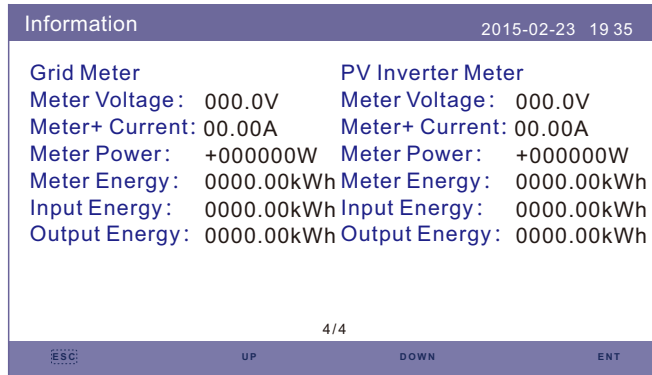 Information 2015-02-23 19 35
Grid Meter PV Inverter Meter
Meter Voltage: 000.0V Meter Voltage: 000.0V
Meter+ Current: 00.00A Meter+ Current: 00.00A
Meter Power: +000000W Meter Power: +000000W
Meter Energy: 0000.00kWh Meter Energy: 0000.00kWh
Input Energy: 0000.00kWh Input Energy: 0000.00kWh
Output Energy: 0000.00kWh Output Energy: 0000.00kWh
4/4
ESC UP DOWN ENT